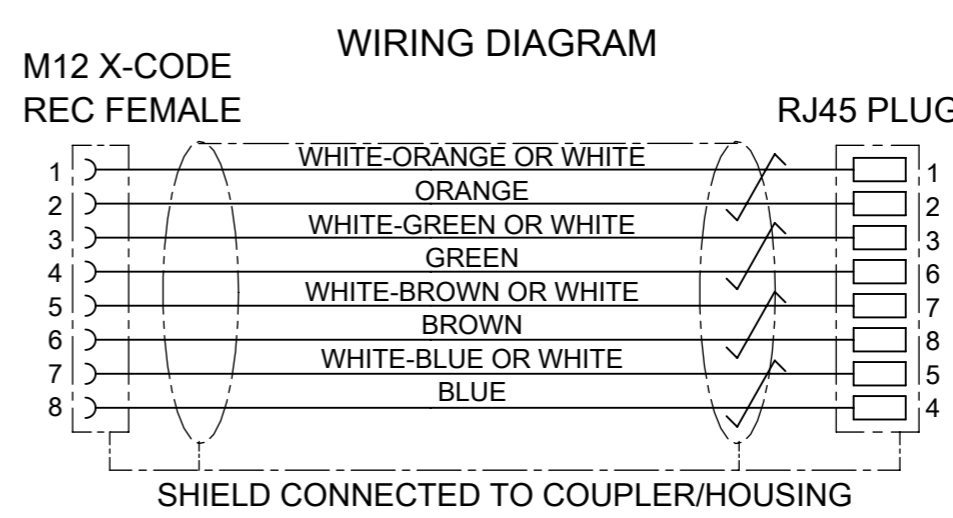 WIRING DIAGRAM
M12 X-CODE
REC FEMALE
RJ45 PLUG
1 WHITE-ORANGE OR WHITE 1
2 ORANGE 2
3 WHITE-GREEN OR WHITE 3
4 GREEN 6
5 WHITE-BROWN OR WHITE 7
6 BROWN 8
7 WHITE-BLUE OR WHITE 5
8 BLUE 4
SHIELD CONNECTED TO COUPLER/HOUSING